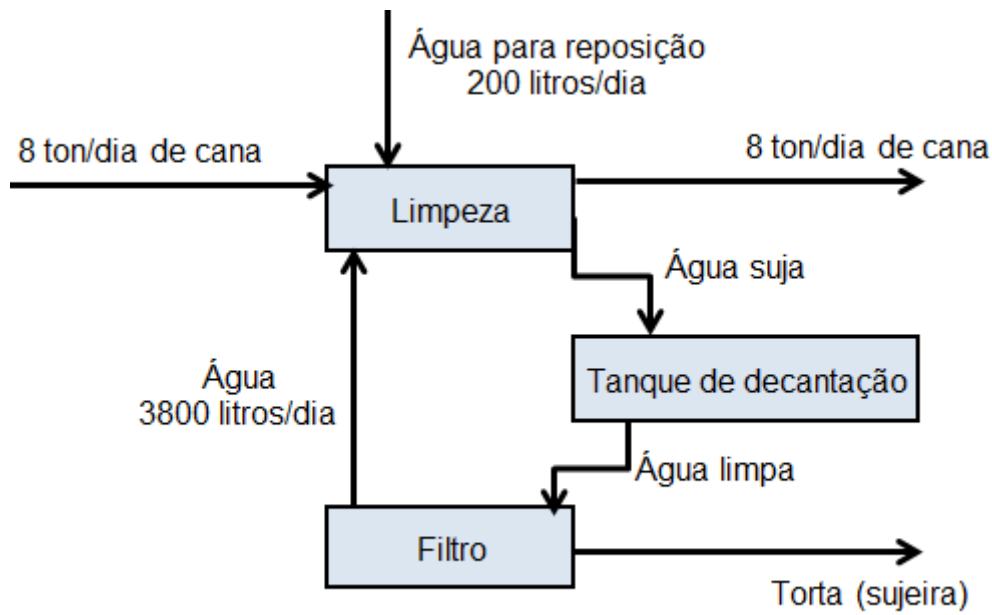 Água para reposição
200 litros/dia
8 ton/dia de cana
8 ton/dia de cana
Limpeza
Água suja
Tanque de decantação
Água
3800 litros/dia
Água limpa
Filtro
Torta (sujeira)